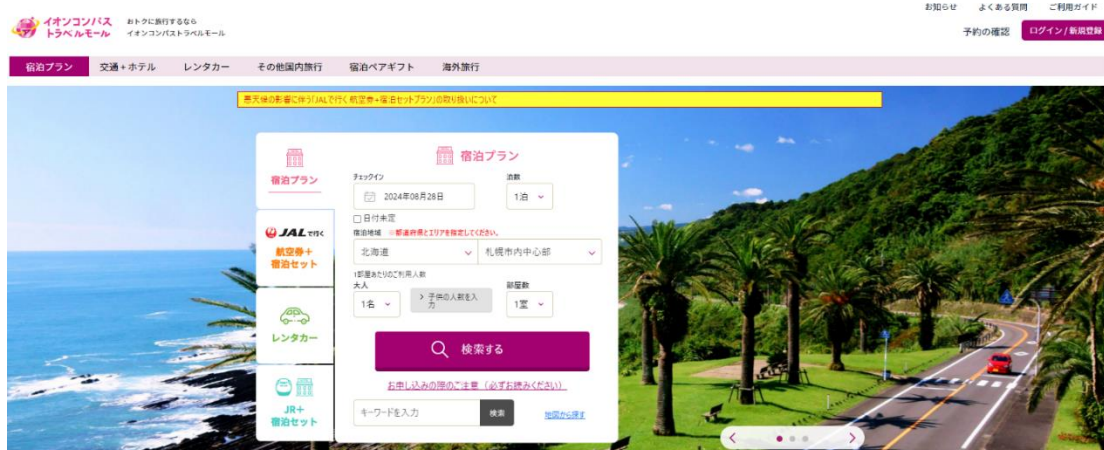 お知らせ よくある質問 ご利用ガイド
イオンコンパス
トラベルモール
おトクに旅行するなら
イオンコンパストラベルモール
予約の確認 ログイン / 新規登録
宿泊プラン 交通+ホテル レンタカー その他国内旅行 宿泊ペアギフト 海外旅行
悪天候の影響に伴う「JALで行く 航空券+宿泊セットプラン」の取り扱いについて
宿泊プラン
JALで行く
航空券+
宿泊セット
レンタカー
JR+
宿泊セット
宿泊プラン
チェックイン 泊数
2024年08月28日 1泊
日付未定
宿泊地域 ※都道府県とエリアを指定してください。
北海道 札幌市内中心部
1部屋あたりのご利用人数
大人 部屋数
1名 子供の人数を入
力 1室
検索する
お申し込みの際のご注意(必ずお読みください)
キーワードを入力 検索 地図から探す